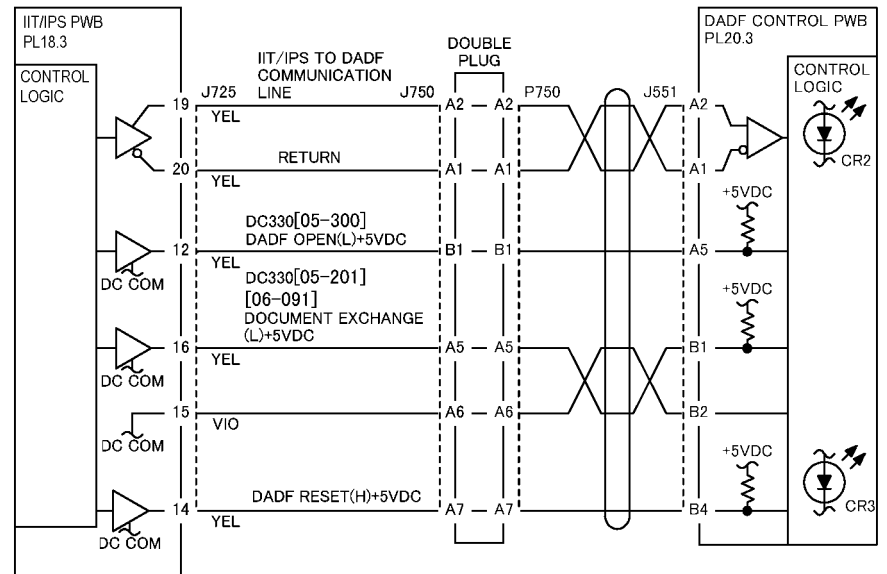 IIT/IPS PWB
PL18.3
CONTROL
LOGIC
IIT/IPS TO DADF
COMMUNICATION
LINE
DOUBLE
PLUG
DADF CONTROL PWB
PL20.3
CONTROL
LOGIC
19 J725 J750 A2 A2 P750 J551 A2
YEL
CR2
RETURN
20 A1 A1 A1
YEL
+5VDC
DC330[05-300]
DADF OPEN(L)+5VDC
12 B1 B1 A5
YEL
DC COM
DC330[05-201]
[06-091]
DOCUMENT EXCHANGE
(L)+5VDC
+5VDC
16 A5 A5 B1
YEL
DC COM
15 A6 A6 B2
VIO
DC COM
+5VDC
DADF RESET(H)+5VDC
14 A7 A7 B4
YEL
CR3
DC COM